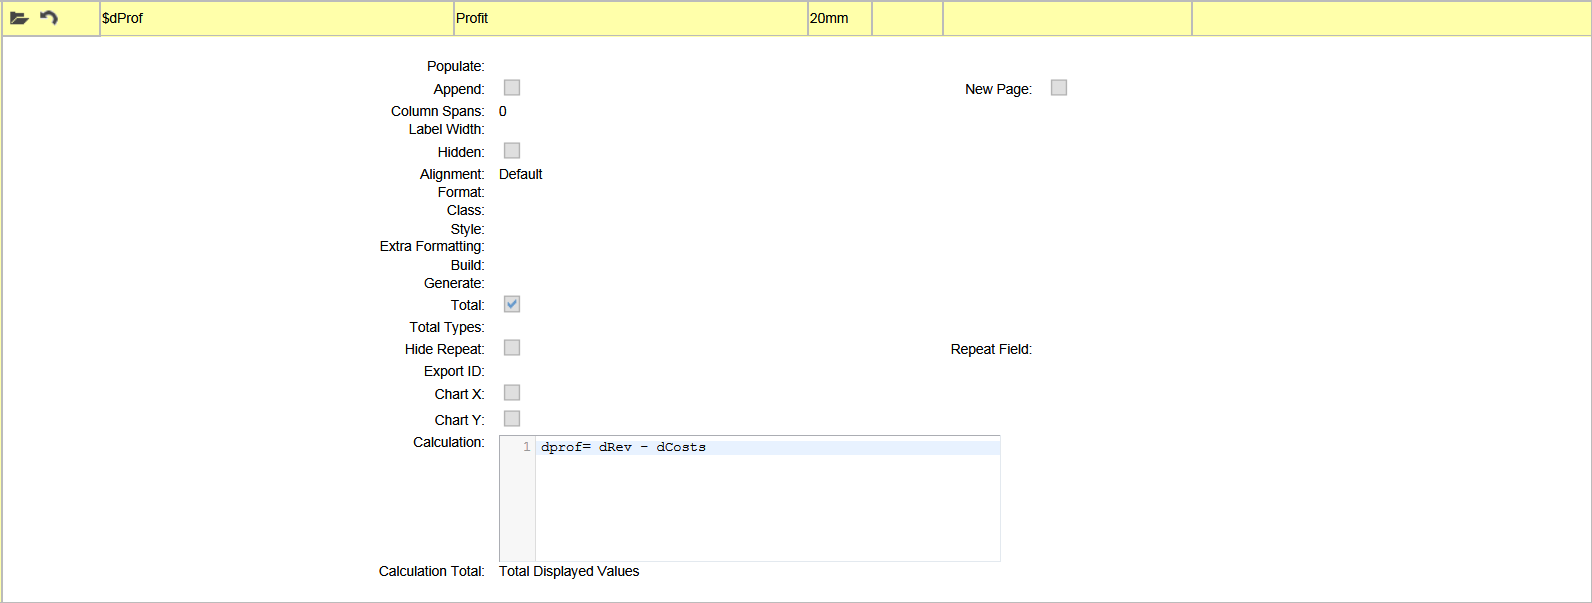 $dProf Profit 20mm
Populate:
Append: New Page:
Column Spans: 0
Label Width:
Hidden:
Alignment: Default
Format:
Class:
Style:
Extra Formatting:
Build:
Generate:
Total:
Total Types:
Hide Repeat: Repeat Field:
Export ID:
Chart X:
Chart Y:
Calculation: 1 dprof= dRev - dCosts
Calculation Total: Total Displayed Values